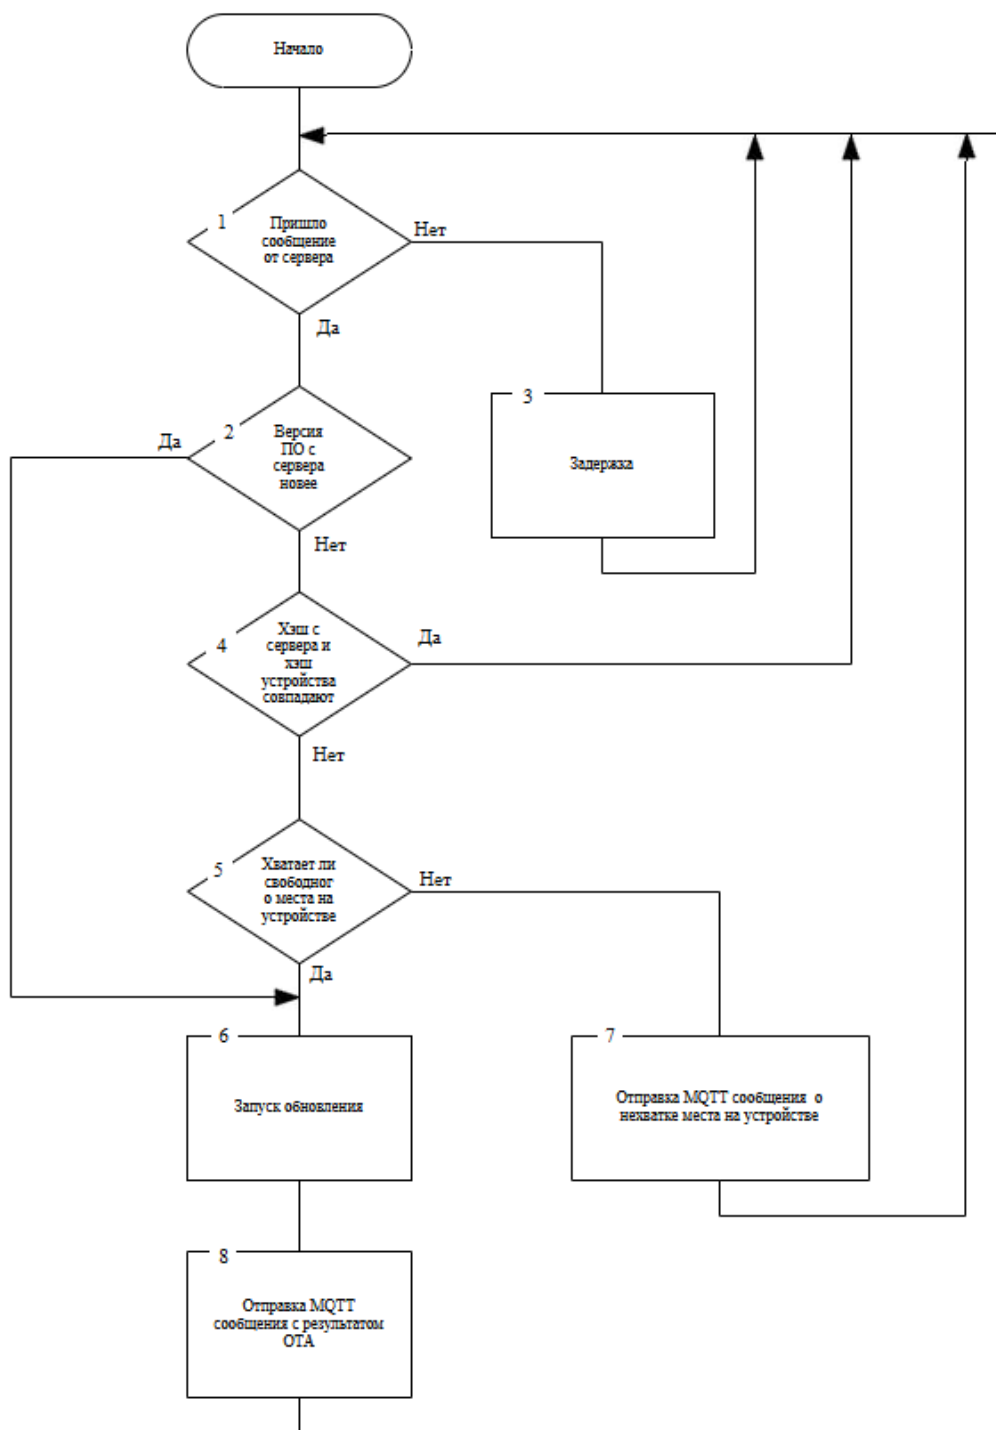 Начало
1
Пришло
сообщение
от сервера
Нет
Да
2
Версия
ПО с
сервера
новее
Да
3
Задержка
Нет
4
Хэш с
сервера и
хэш
устройства
совпадают
Да
Нет
5
Хватает ли
свободног
о места на
устройстве
Нет
Да
6
Запуск обновления
7
Отправка MQTT сообщения о
нехватке места на устройстве
8
Отправка MQTT
сообщения с результатом
OTA